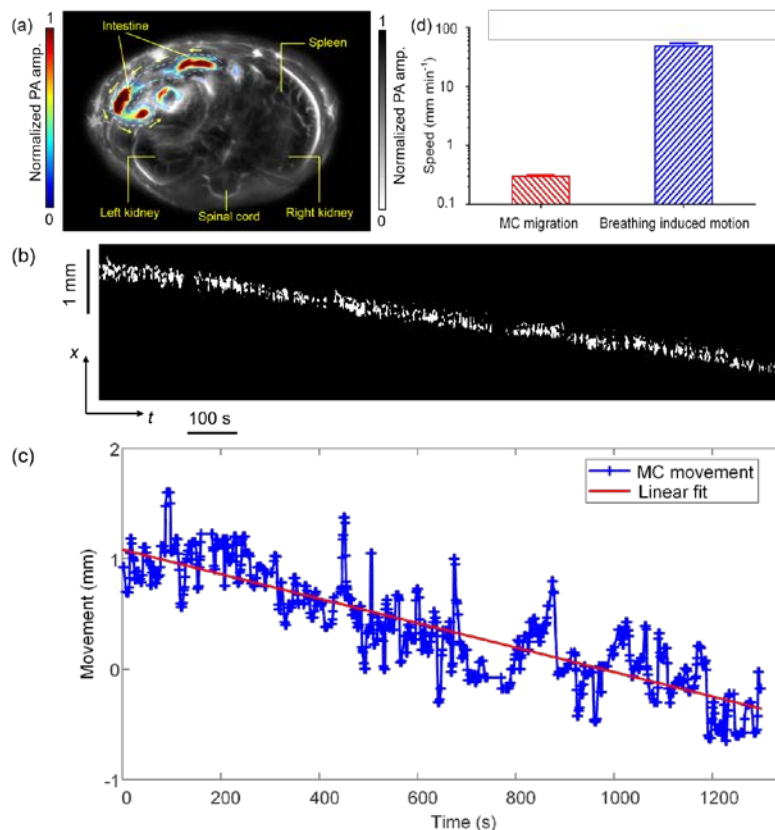 (a)
1
Normalized PA amp.
0
Intestine
Spleen
Left kidney
Spinal cord
Right kidney
1
Normalized PA amp.
0
(d)
Speed (mm min⁻¹)
100
10
1
0.1
MC migration
Breathing induced motion
(b)
1 mm
x
t
100 s
(c)
Movement (mm)
2
1
0
-1
MC movement
Linear fit
0
200
400
600
800
1000
1200
Time (s)